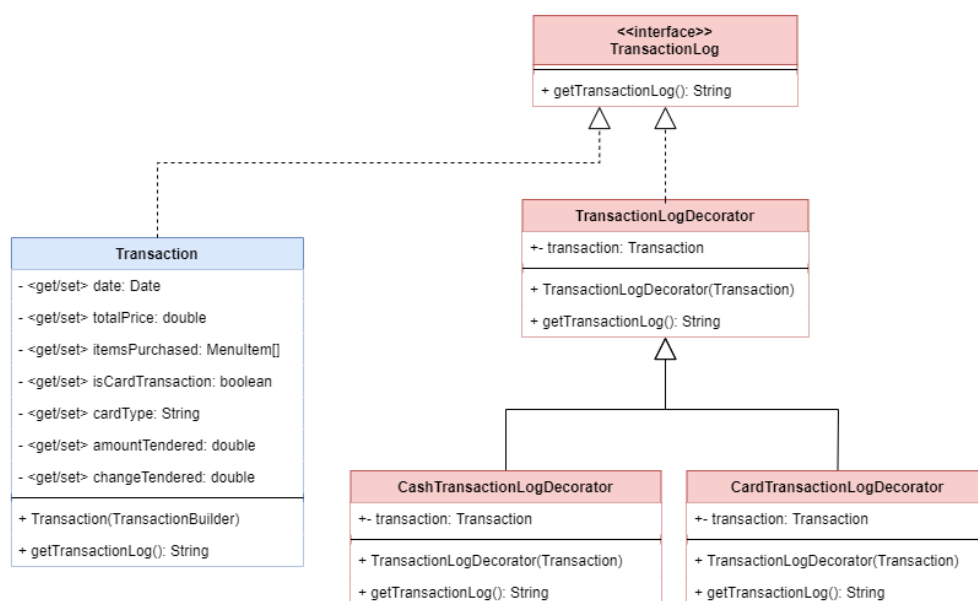 <<interface>>
TransactionLog
+ getTransactionLog(): String
TransactionLogDecorator
+- transaction: Transaction
+ TransactionLogDecorator(Transaction)
+ getTransactionLog(): String
Transaction
- <get/set> date: Date
- <get/set> totalPrice: double
- <get/set> itemsPurchased: MenuItem[]
- <get/set> isCardTransaction: boolean
- <get/set> cardType: String
- <get/set> amountTendered: double
- <get/set> changeTendered: double
+ Transaction(TransactionBuilder)
+ getTransactionLog(): String
CashTransactionLogDecorator
+- transaction: Transaction
+ TransactionLogDecorator(Transaction)
+ getTransactionLog(): String
CardTransactionLogDecorator
+- transaction: Transaction
+ TransactionLogDecorator(Transaction)
+ getTransactionLog(): String